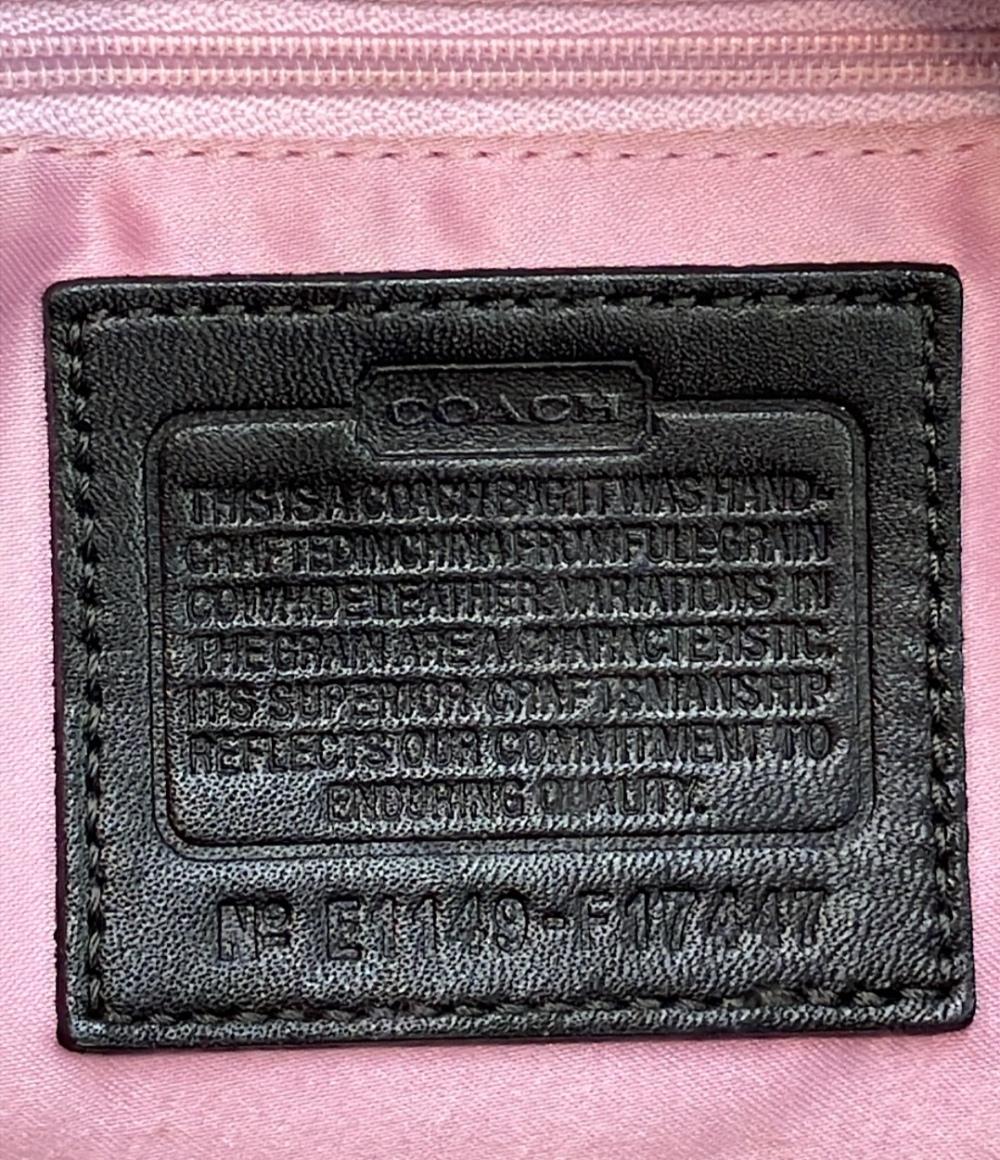 COACH
THIS IS A COACH BAG. IT WAS HAND-
CRAFTED IN CHINA FROM FULL GRAIN
COWHIDE LEATHER. VARIATIONS IN
THE GRAIN ARE A CHARACTERISTIC.
ITS SUPERIOR CRAFTSMANSHIP
REFLECTS OUR COMMITMENT TO
ENDURING QUALITY.
Nº E1149-F17447